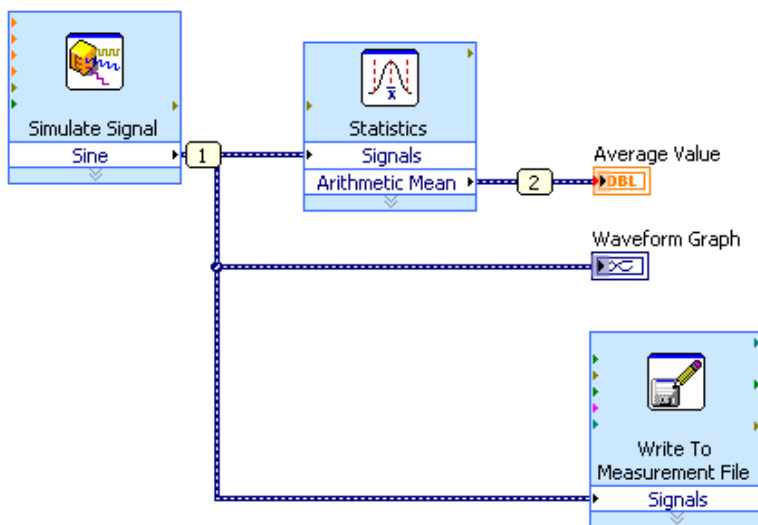 Simulate Signal
Sine
1
Statistics
Signals
Arithmetic Mean
2
Average Value
DBL
Waveform Graph
Write To
Measurement File
Signals